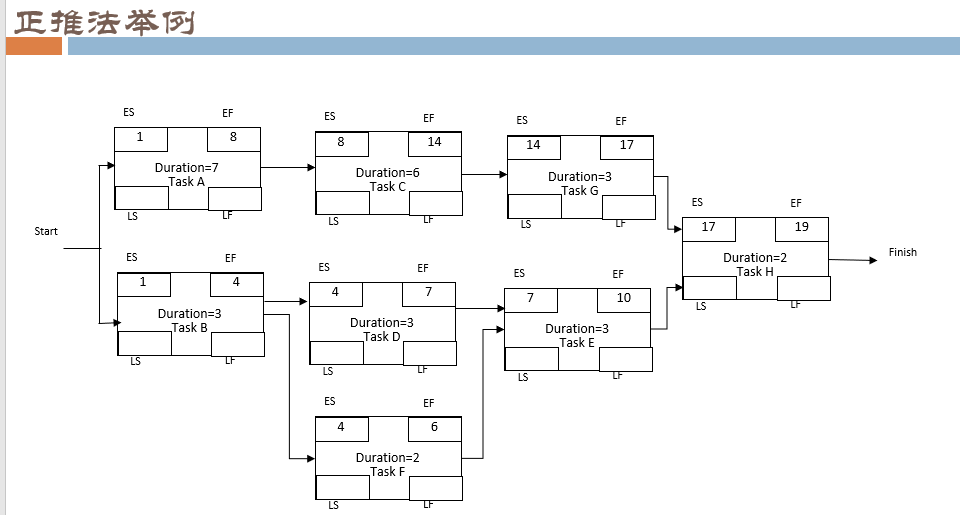 正推法举例
ES EF
1 8
Duration=7
Task A
LS LF
ES EF
8 14
Duration=6
Task C
LS LF
ES EF
14 17
Duration=3
Task G
LS LF
Start
ES EF
1 4
Duration=3
Task B
LS LF
ES EF
4 7
Duration=3
Task D
LS LF
ES EF
7 10
Duration=3
Task E
LS LF
ES EF
4 6
Duration=2
Task F
LS LF
ES EF
17 19
Duration=2
Task H
LS LF
Finish